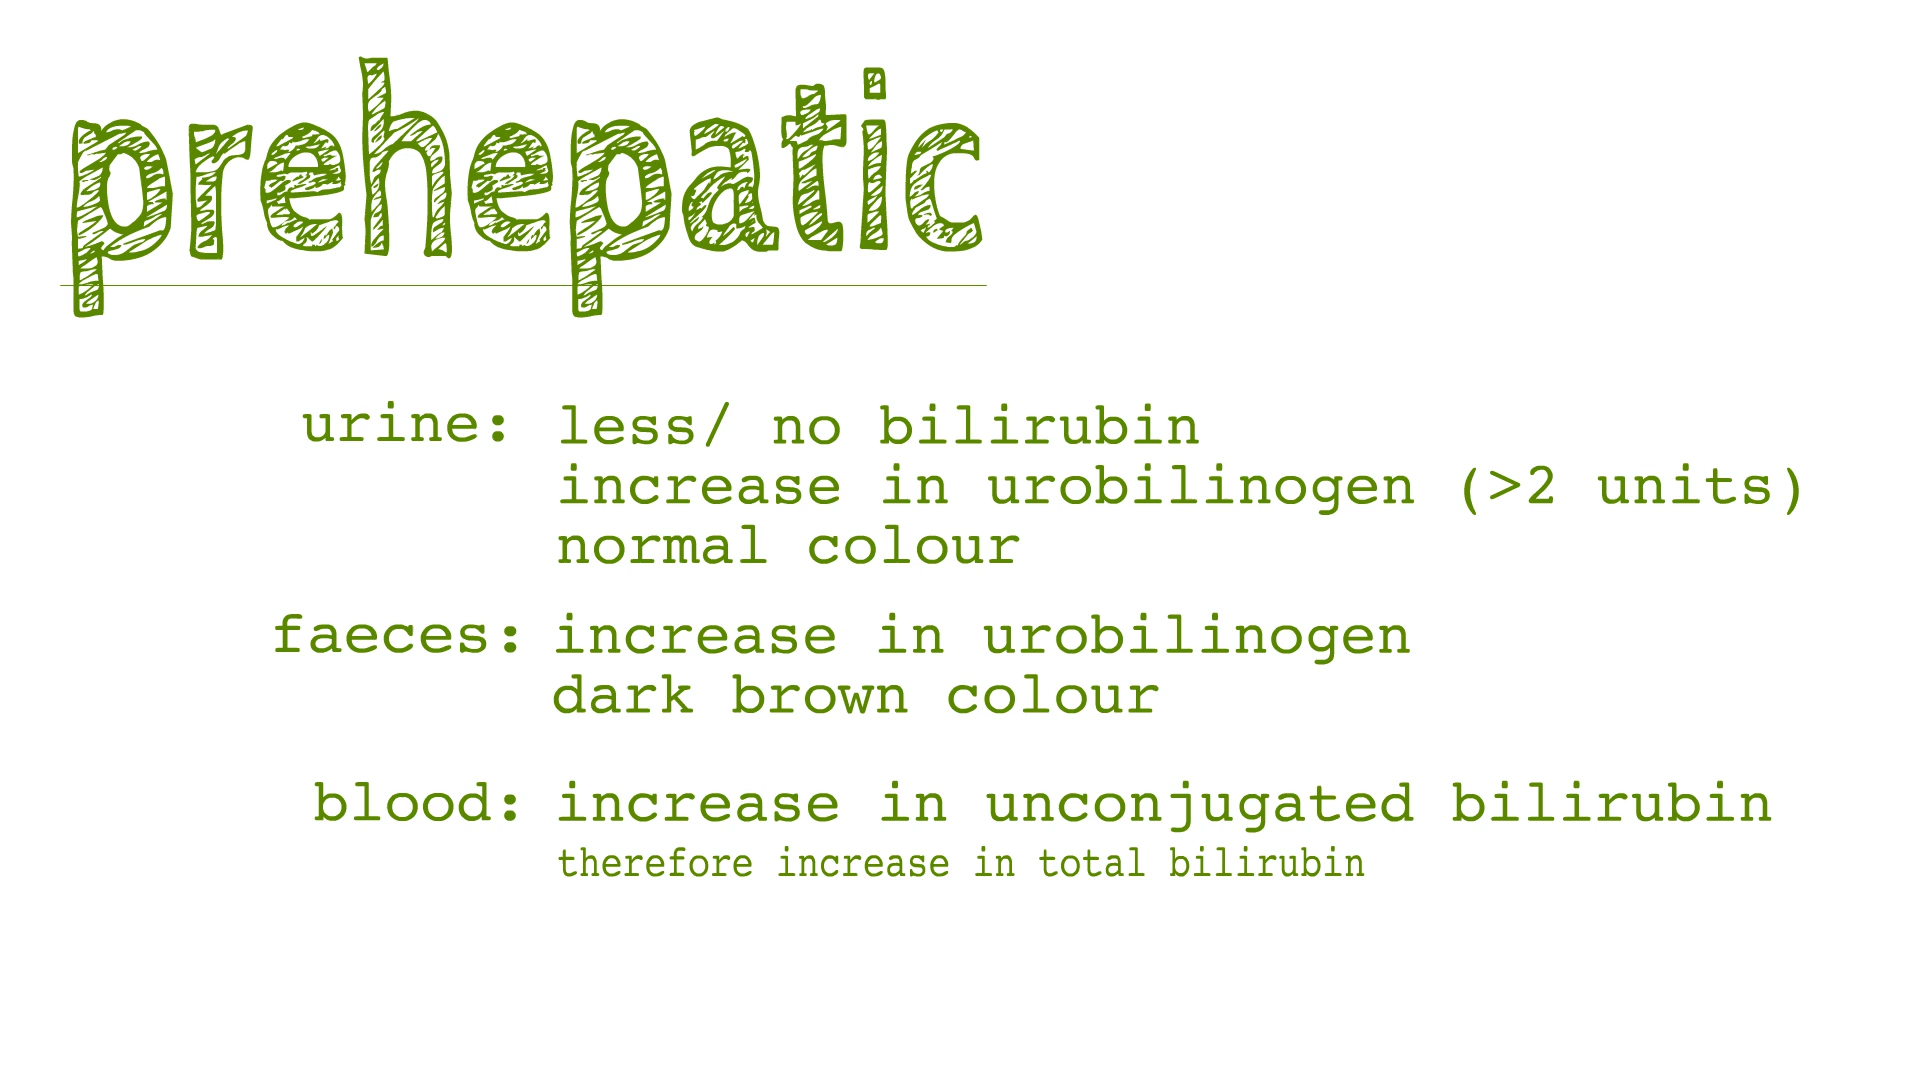 prehepatic
urine: less/ no bilirubin
increase in urobilinogen (>2 units)
normal colour
faeces: increase in urobilinogen
dark brown colour
blood: increase in unconjugated bilirubin
therefore increase in total bilirubin